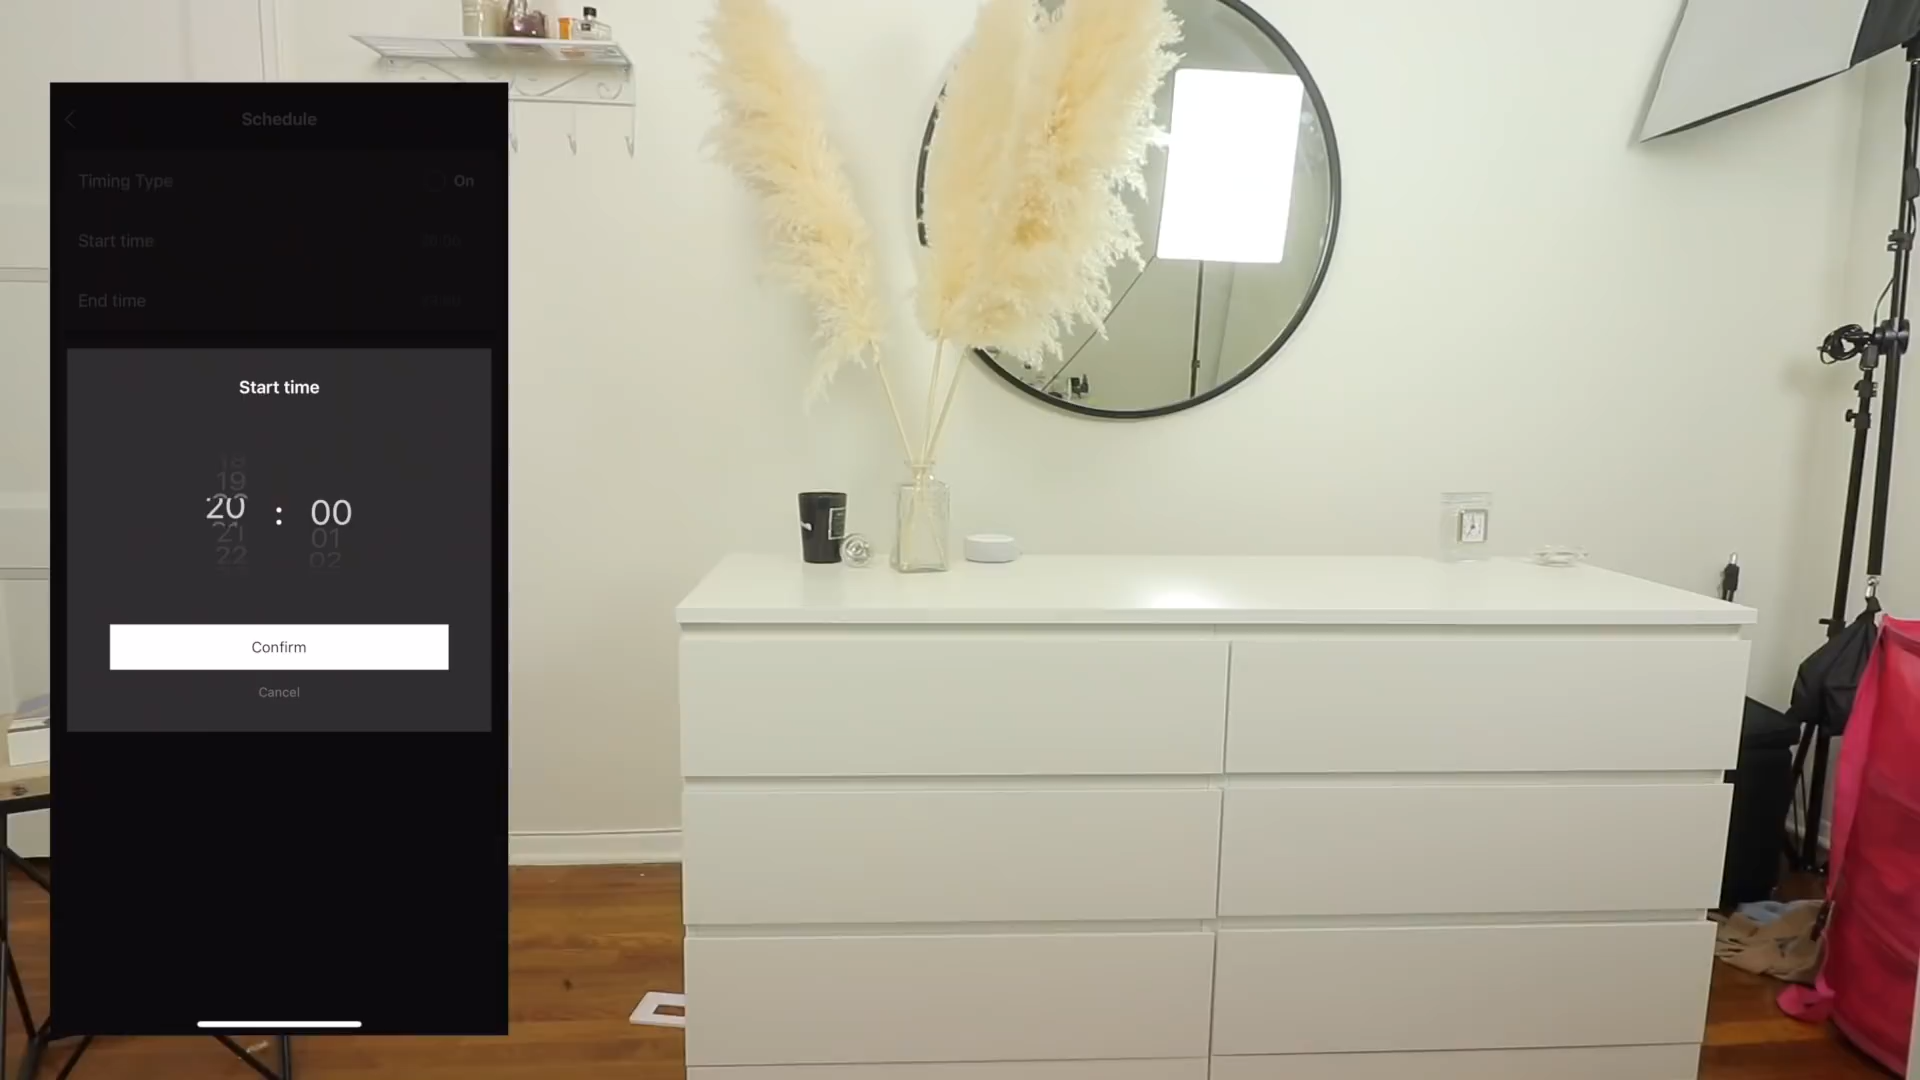 Schedule
Timing Type On
Start time
End time
Start time
18
19
20 : 00
21 01
22 02
Confirm
Cancel